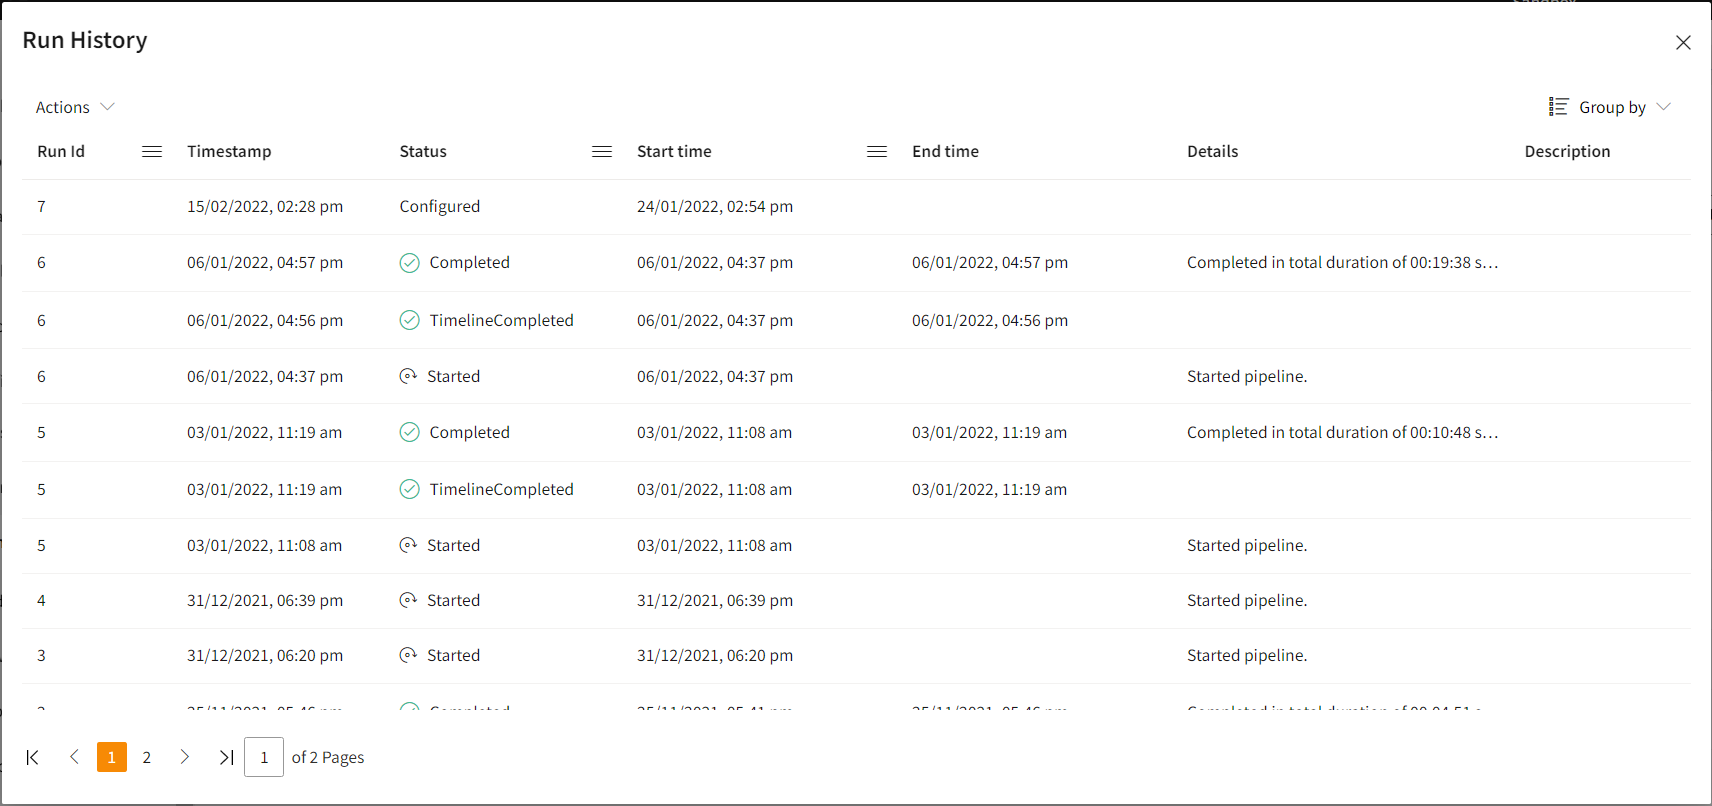 Run History
Actions Group by
Run Id Timestamp Status Start time End time Details Description
7 15/02/2022, 02:28 pm Configured 24/01/2022, 02:54 pm
6 06/01/2022, 04:57 pm Completed 06/01/2022, 04:37 pm 06/01/2022, 04:57 pm Completed in total duration of 00:19:38 s...
6 06/01/2022, 04:56 pm TimelineCompleted 06/01/2022, 04:37 pm 06/01/2022, 04:56 pm
6 06/01/2022, 04:37 pm Started 06/01/2022, 04:37 pm Started pipeline.
5 03/01/2022, 11:19 am Completed 03/01/2022, 11:08 am 03/01/2022, 11:19 am Completed in total duration of 00:10:48 s...
5 03/01/2022, 11:19 am TimelineCompleted 03/01/2022, 11:08 am 03/01/2022, 11:19 am
5 03/01/2022, 11:08 am Started 03/01/2022, 11:08 am Started pipeline.
4 31/12/2021, 06:39 pm Started 31/12/2021, 06:39 pm Started pipeline.
3 31/12/2021, 06:20 pm Started 31/12/2021, 06:20 pm Started pipeline.
1 2 1 of 2 Pages